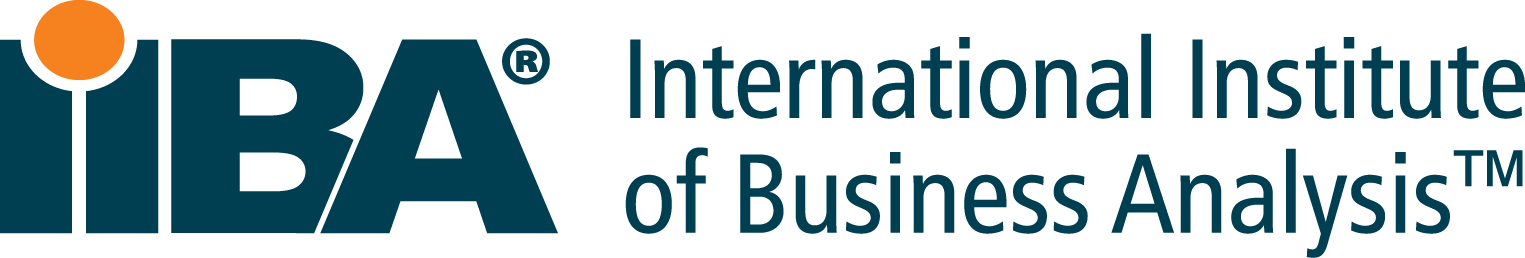 IIBA®
International Institute
of Business Analysis™